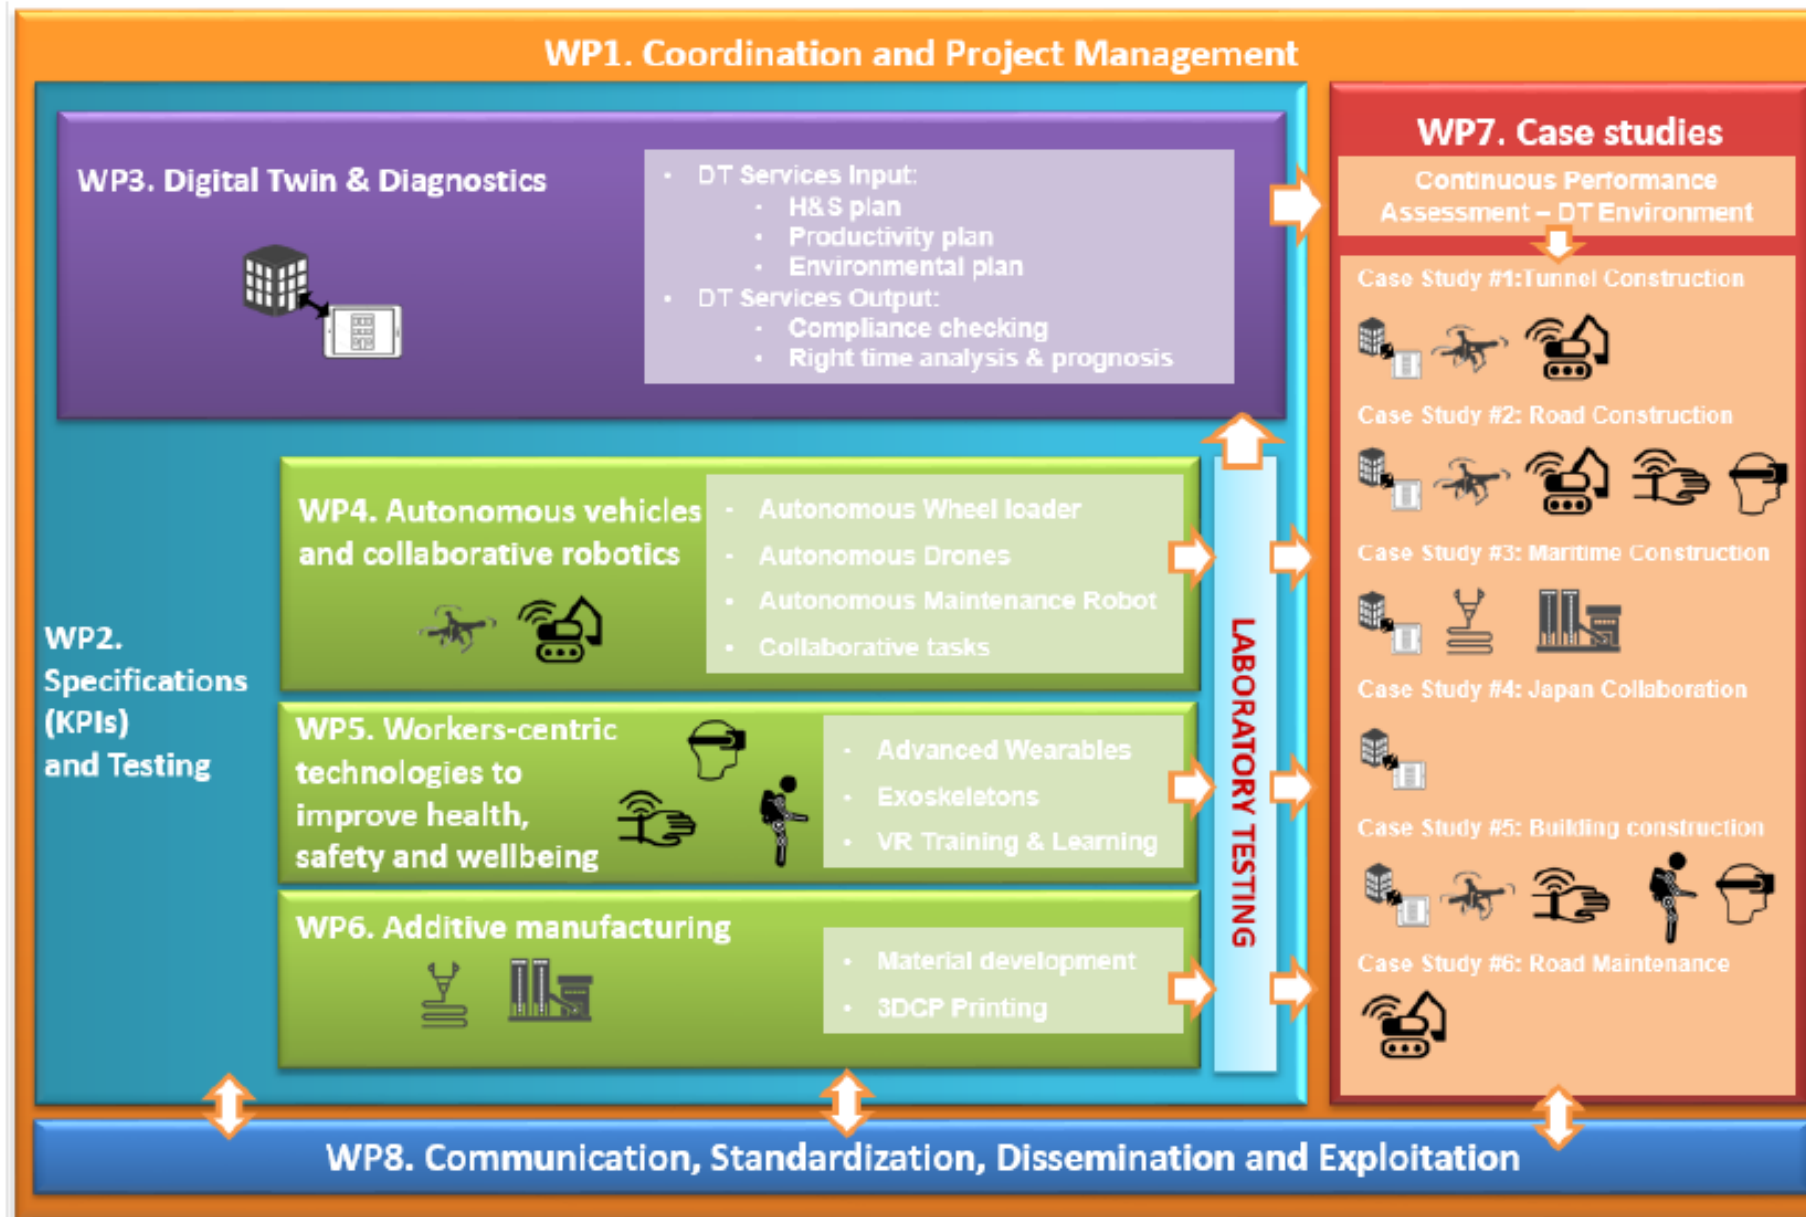 WP1. Coordination and Project Management
WP3. Digital Twin & Diagnostics
• DT Services Input:
• H&S plan
• Productivity plan
• Environmental plan
• DT Services Output:
• Compliance checking
• Right time analysis & prognosis
WP2.
Specifications
(KPIs)
and Testing
WP4. Autonomous vehicles
and collaborative robotics
• Autonomous Wheel loader
• Autonomous Drones
• Autonomous Maintenance Robot
• Collaborative tasks
WP5. Workers-centric
technologies to
improve health,
safety and wellbeing
• Advanced Wearables
• Exoskeletons
• VR Training & Learning
WP6. Additive manufacturing
• Material development
• 3DCP Printing
LABORATORY TESTING
WP7. Case studies
Continuous Performance
Assessment – DT Environment
Case Study #1:Tunnel Construction
Case Study #2: Road Construction
Case Study #3: Maritime Construction
Case Study #4: Japan Collaboration
Case Study #5: Building construction
Case Study #6: Road Maintenance
WP8. Communication, Standardization, Dissemination and Exploitation